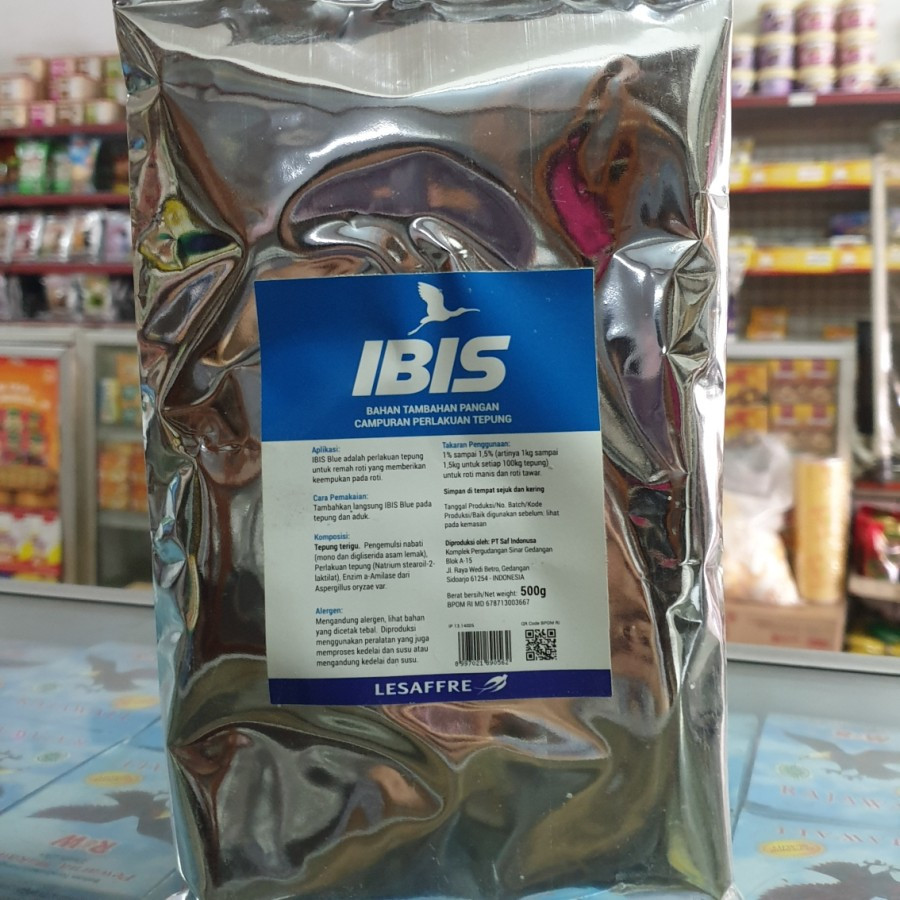 IBIS
BAHAN TAMBAHAN PANGAN
CAMPURAN PERLAKUAN TEPUNG
Aplikasi:
IBIS Blue adalah perlakuan tepung
untuk remah roti yang memberikan
keempukan pada roti.
Cara Pemakaian:
Tambahkan langsung IBIS Blue pada
tepung dan aduk.
Komposisi:
Tepung terigu. Pengemulsi nabati
(mono dan digliserida asam lemak),
Perlakuan tepung (Natrium stearoil-2-
laktilat), Enzim a-Amilase dari
Aspergillus oryzae var.
Alergen:
Mengandung alergen, lihat bahan
yang dicetak tebal. Diproduksi
menggunakan peralatan yang juga
memproses kedelai dan susu atau
mengandung kedelai dan susu.
Takaran Penggunaan:
1% sampai 1,5% (artinya 1kg sampai
1,5kg untuk setiap 100kg tepung)
untuk roti manis dan roti tawar.
Simpan di tempat sejuk dan kering
Tanggal Produksi/No. Batch/Kode
Produksi/Baik digunakan sebelum: lihat
pada kemasan
Diproduksi oleh: PT Saf Indonusa
Komplek Pergudangan Sinar Gedangan
Blok A-15
Jl. Raya Wedi Betro, Gedangan
Sidoarjo 61254 - INDONESIA
Berat bersih/Net weight: 500g
BPOM RI MD 678713003667
QR Code BPOM RI
LESAFFRE